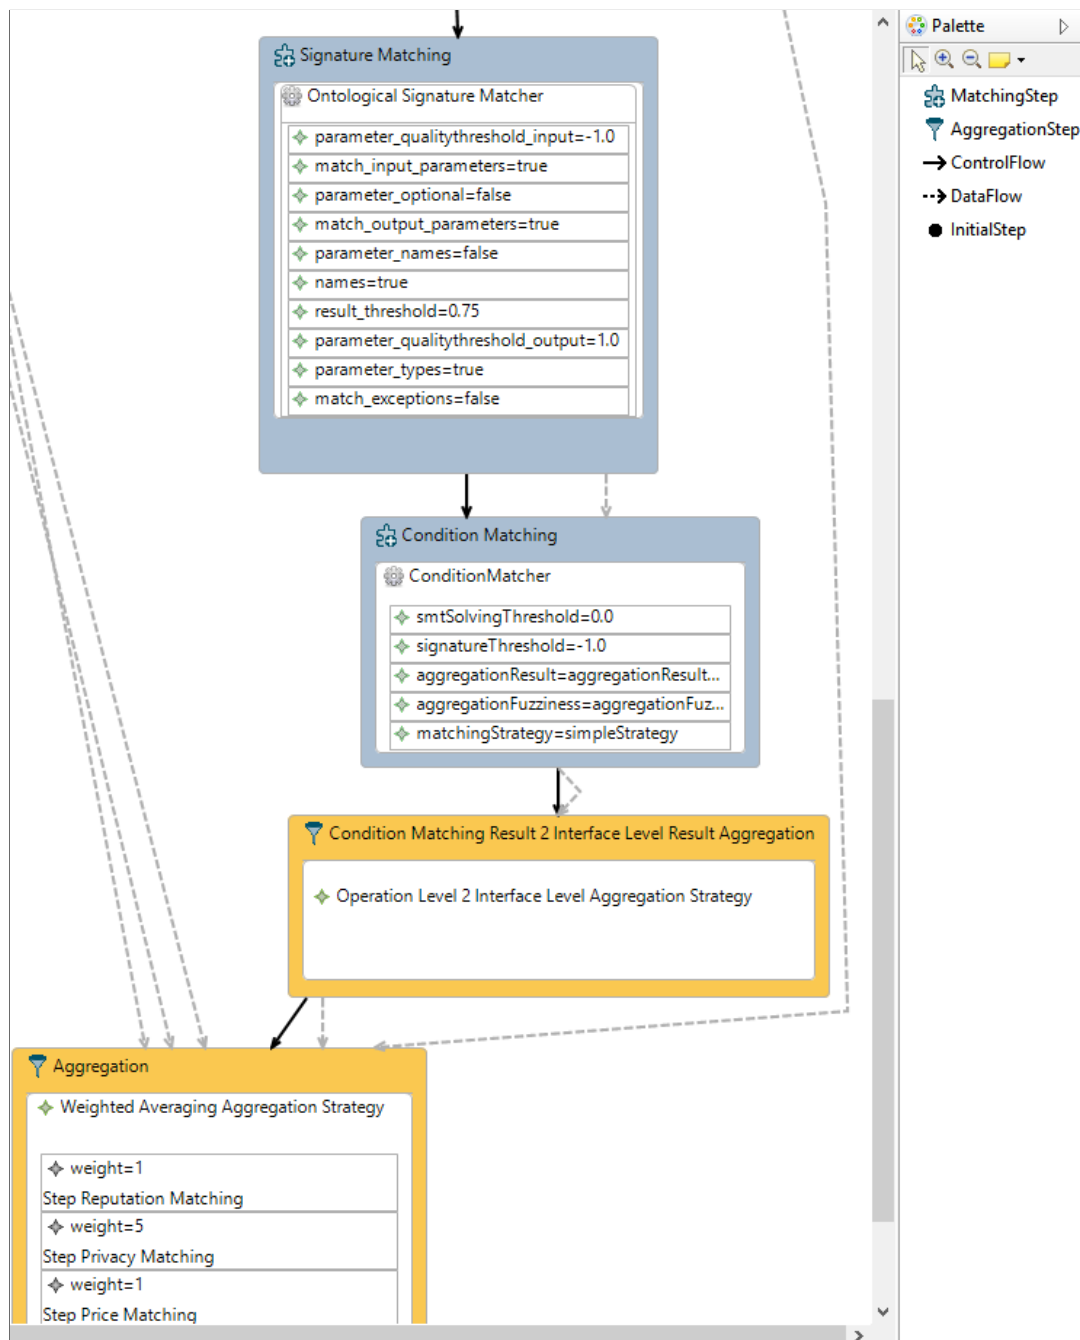 Signature Matching
Ontological Signature Matcher
parameter_qualitythreshold_input=-1.0
match_input_parameters=true
parameter_optional=false
match_output_parameters=true
parameter_names=false
names=true
result_threshold=0.75
parameter_qualitythreshold_output=1.0
parameter_types=true
match_exceptions=false
Condition Matching
ConditionMatcher
smtSolvingThreshold=0.0
signatureThreshold=-1.0
aggregationResult=aggregationResult...
aggregationFuzziness=aggregationFuz...
matchingStrategy=simpleStrategy
Condition Matching Result 2 Interface Level Result Aggregation
Operation Level 2 Interface Level Aggregation Strategy
Aggregation
Weighted Averaging Aggregation Strategy
weight=1
Step Reputation Matching
weight=5
Step Privacy Matching
weight=1
Step Price Matching
Palette
MatchingStep
AggregationStep
ControlFlow
DataFlow
InitialStep